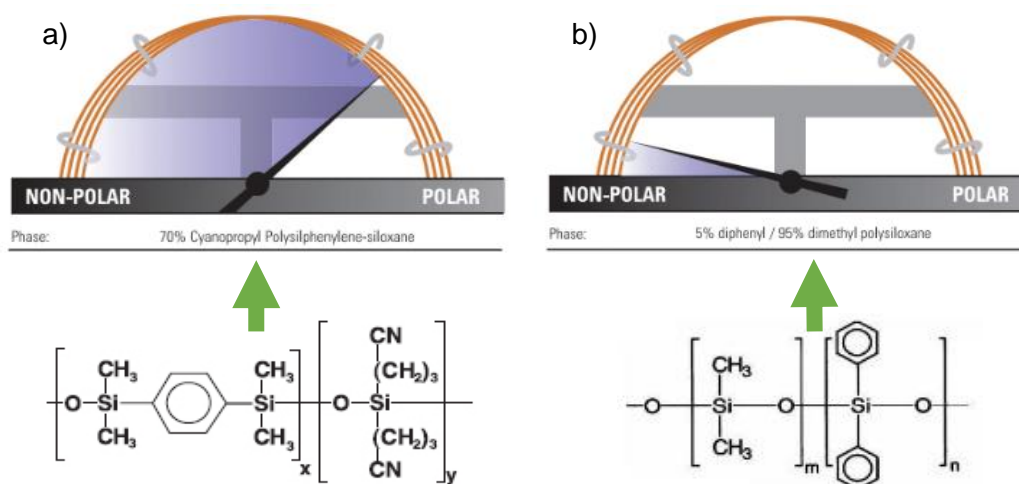 a)
NON-POLAR POLAR
Phase: 70% Cyanopropyl Polysilphenylene-siloxane
CH₃ CH₃
O Si Si
CH₃ CH₃
x
CN
(CH₂)₃
O Si
(CH₂)₃
CN
y
b)
NON-POLAR POLAR
Phase: 5% diphenyl / 95% dimethyl polysiloxane
CH₃
O Si O
CH₃
m
Si O
n